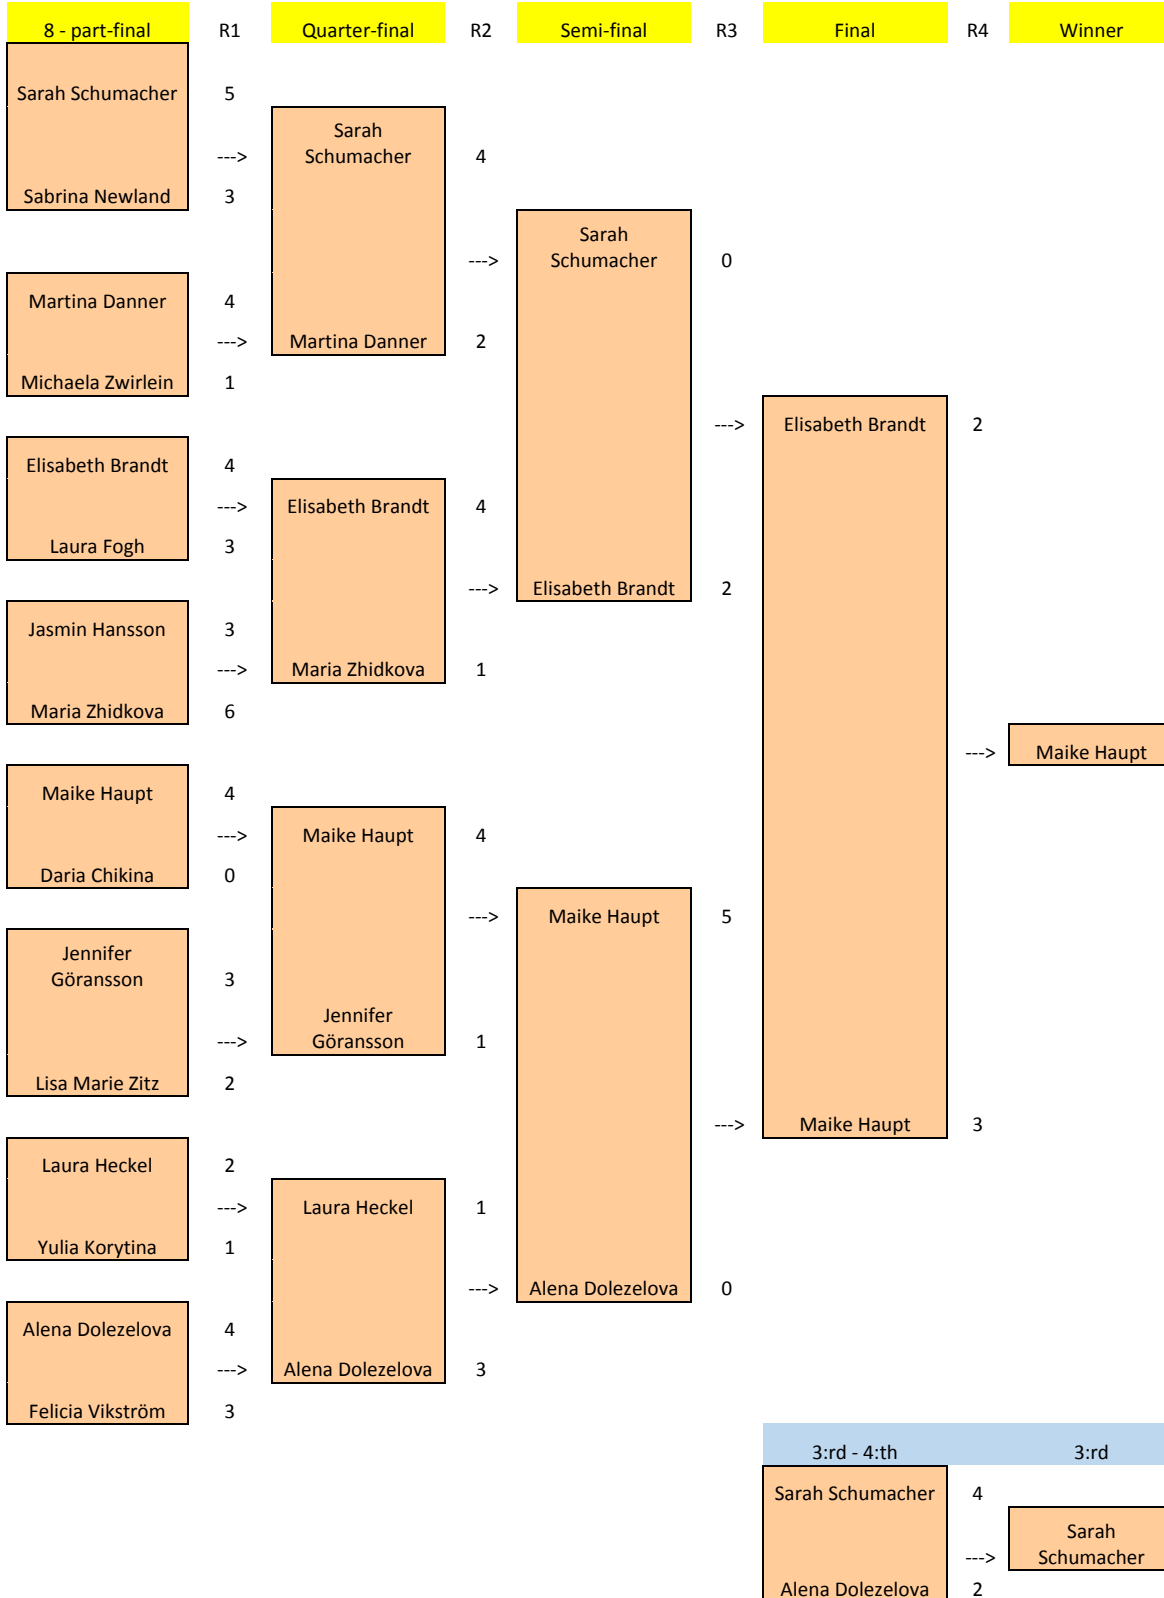 8 - part-final R1 Quarter-final R2 Semi-final R3 Final R4 Winner
Sarah Schumacher 5
Sarah
---> Schumacher 4
Sabrina Newland 3
Sarah
---> Schumacher 0
Martina Danner 4
---> Martina Danner 2
Michaela Zwirlein 1
---> Elisabeth Brandt 2
Elisabeth Brandt 4
---> Elisabeth Brandt 4
Laura Fogh 3
---> Elisabeth Brandt 2
Jasmin Hansson 3
---> Maria Zhidkova 1
Maria Zhidkova 6
---> Maike Haupt
Maike Haupt 4
---> Maike Haupt 4
Daria Chikina 0
---> Maike Haupt 5
Jennifer
Göransson 3
Jennifer
---> Göransson 1
Lisa Marie Zitz 2
---> Maike Haupt 3
Laura Heckel 2
---> Laura Heckel 1
Yulia Korytina 1
---> Alena Dolezelova 0
Alena Dolezelova 4
---> Alena Dolezelova 3
Felicia Vikström 3
3:rd - 4:th 3:rd
Sarah Schumacher 4
Sarah
---> Schumacher
Alena Dolezelova 2